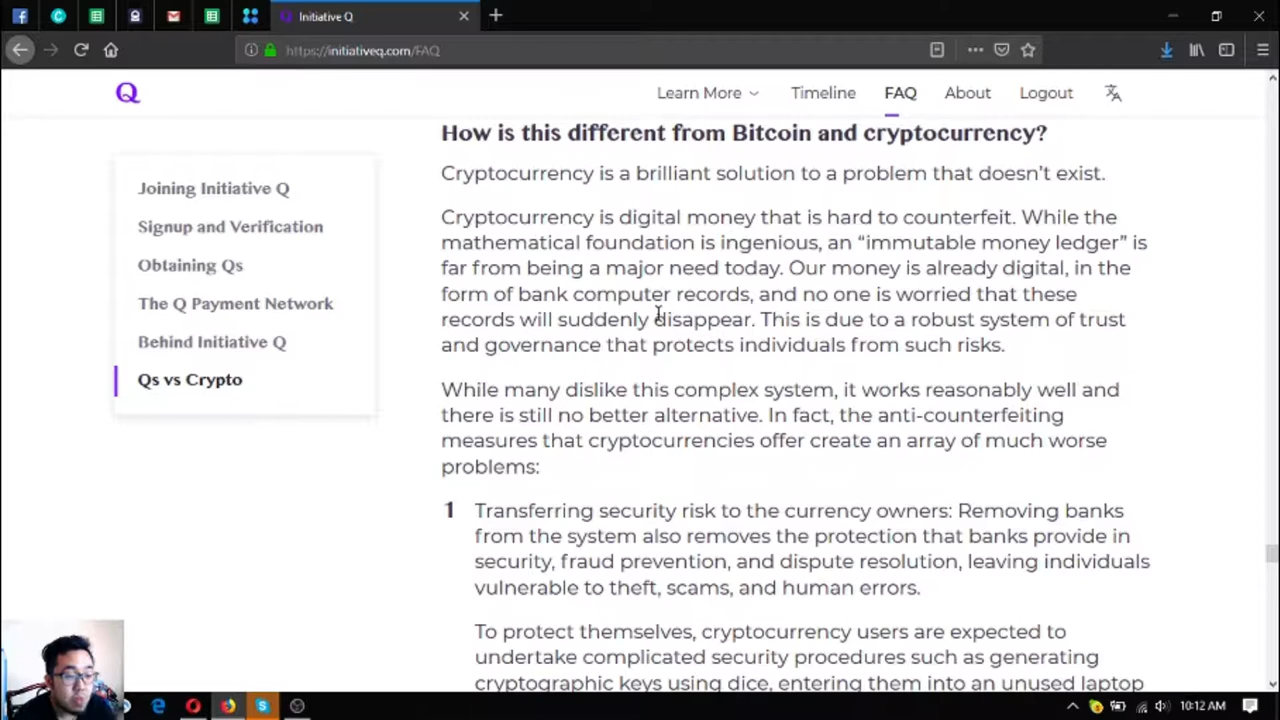 Initiative Q
https://initiativeq.com/FAQ
Q
Learn More
Timeline
FAQ
About
Logout
Joining Initiative Q
Signup and Verification
Obtaining Qs
The Q Payment Network
Behind Initiative Q
Qs vs Crypto
How is this different from Bitcoin and cryptocurrency?
Cryptocurrency is a brilliant solution to a problem that doesn't exist.
Cryptocurrency is digital money that is hard to counterfeit. While the
mathematical foundation is ingenious, an “immutable money ledger” is
far from being a major need today. Our money is already digital, in the
form of bank computer records, and no one is worried that these
records will suddenly disappear. This is due to a robust system of trust
and governance that protects individuals from such risks.
While many dislike this complex system, it works reasonably well and
there is still no better alternative. In fact, the anti-counterfeiting
measures that cryptocurrencies offer create an array of much worse
problems:
1 Transferring security risk to the currency owners: Removing banks
from the system also removes the protection that banks provide in
security, fraud prevention, and dispute resolution, leaving individuals
vulnerable to theft, scams, and human errors.
To protect themselves, cryptocurrency users are expected to
undertake complicated security procedures such as generating
cryptographic keys using dice, entering them into an unused laptop
10:12 AM